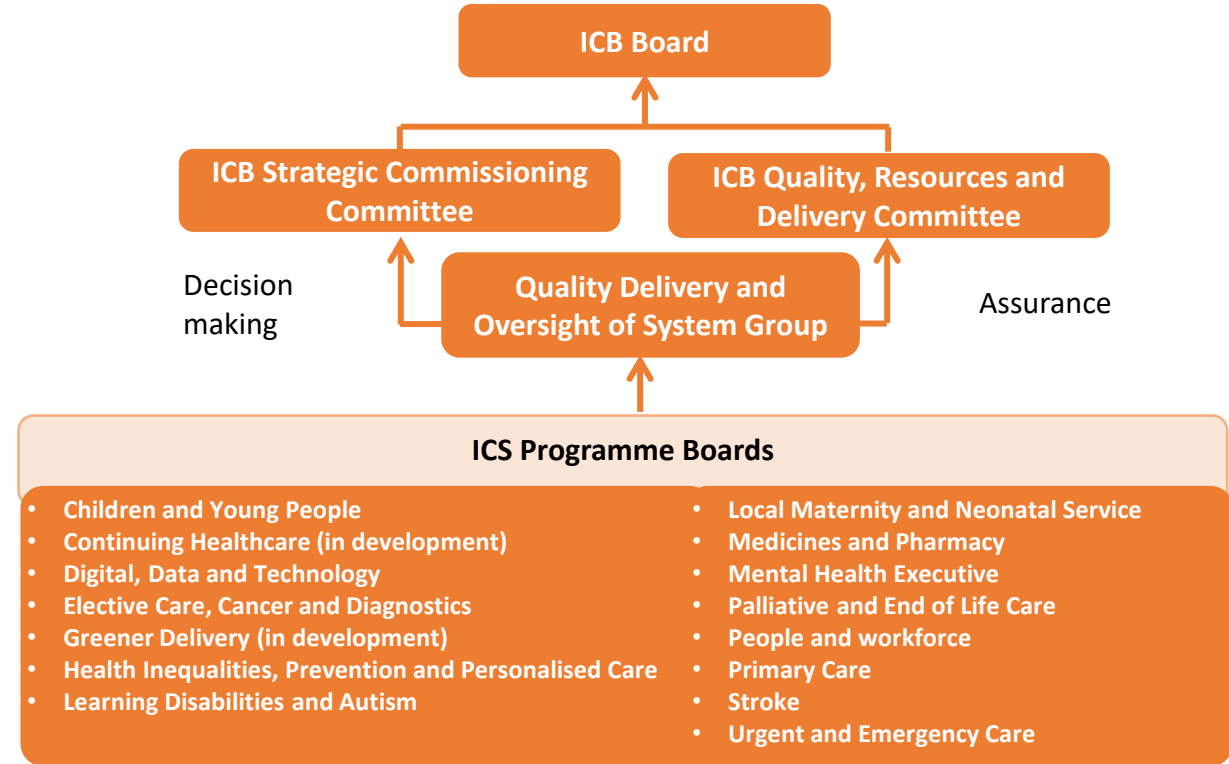 ICB Board
ICB Strategic Commissioning
Committee
ICB Quality, Resources and
Delivery Committee
Decision
making
Quality Delivery and
Oversight of System Group
Assurance
ICS Programme Boards
• Children and Young People
• Continuing Healthcare (in development)
• Digital, Data and Technology
• Elective Care, Cancer and Diagnostics
• Greener Delivery (in development)
• Health Inequalities, Prevention and Personalised Care
• Learning Disabilities and Autism
• Local Maternity and Neonatal Service
• Medicines and Pharmacy
• Mental Health Executive
• Palliative and End of Life Care
• People and workforce
• Primary Care
• Stroke
• Urgent and Emergency Care